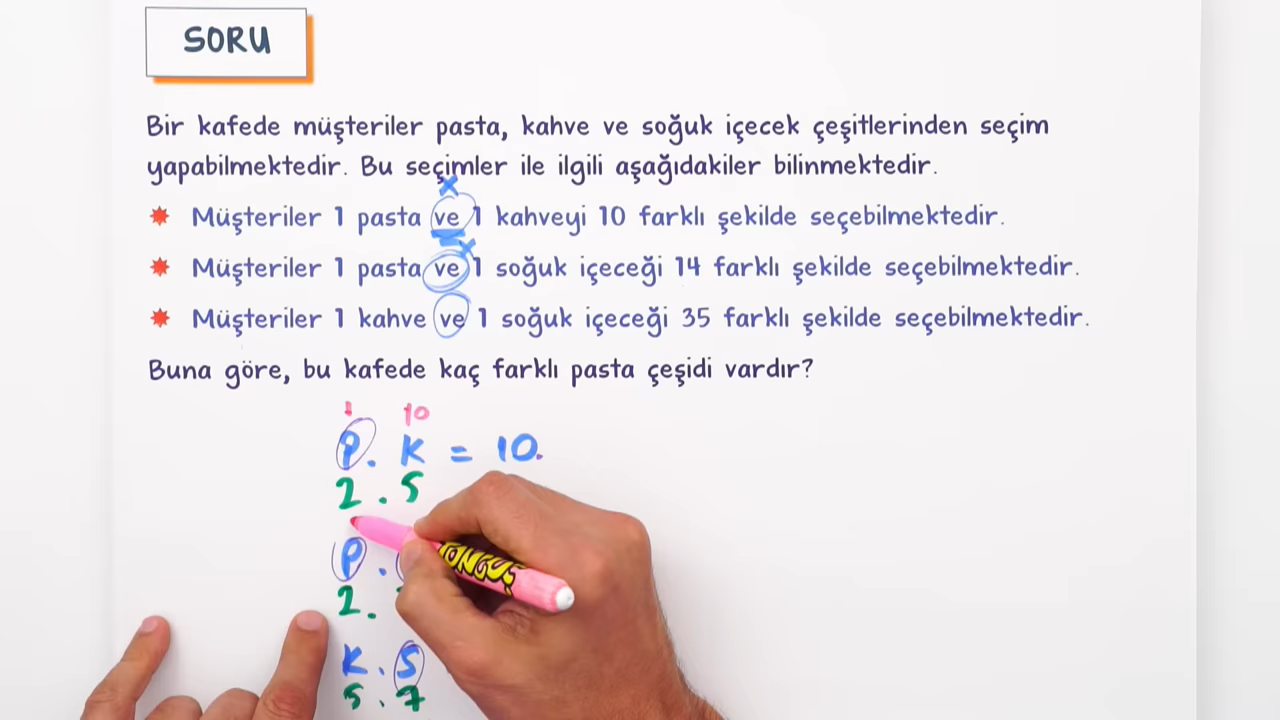 SORU
Bir kafede müşteriler pasta, kahve ve soğuk içecek çeşitlerinden seçim
yapabilmektedir. Bu seçimler ile ilgili aşağıdakiler bilinmektedir.
x
Müşteriler 1 pasta ve 1 kahveyi 10 farklı şekilde seçebilmektedir.
x
Müşteriler 1 pasta ve 1 soğuk içeceği 14 farklı şekilde seçebilmektedir.
Müşteriler 1 kahve ve 1 soğuk içeceği 35 farklı şekilde seçebilmektedir.
Buna göre, bu kafede kaç farklı pasta çeşidi vardır?
1 10
P . K = 10.
2 . 5
P .
2 .
K . S
5 . 7